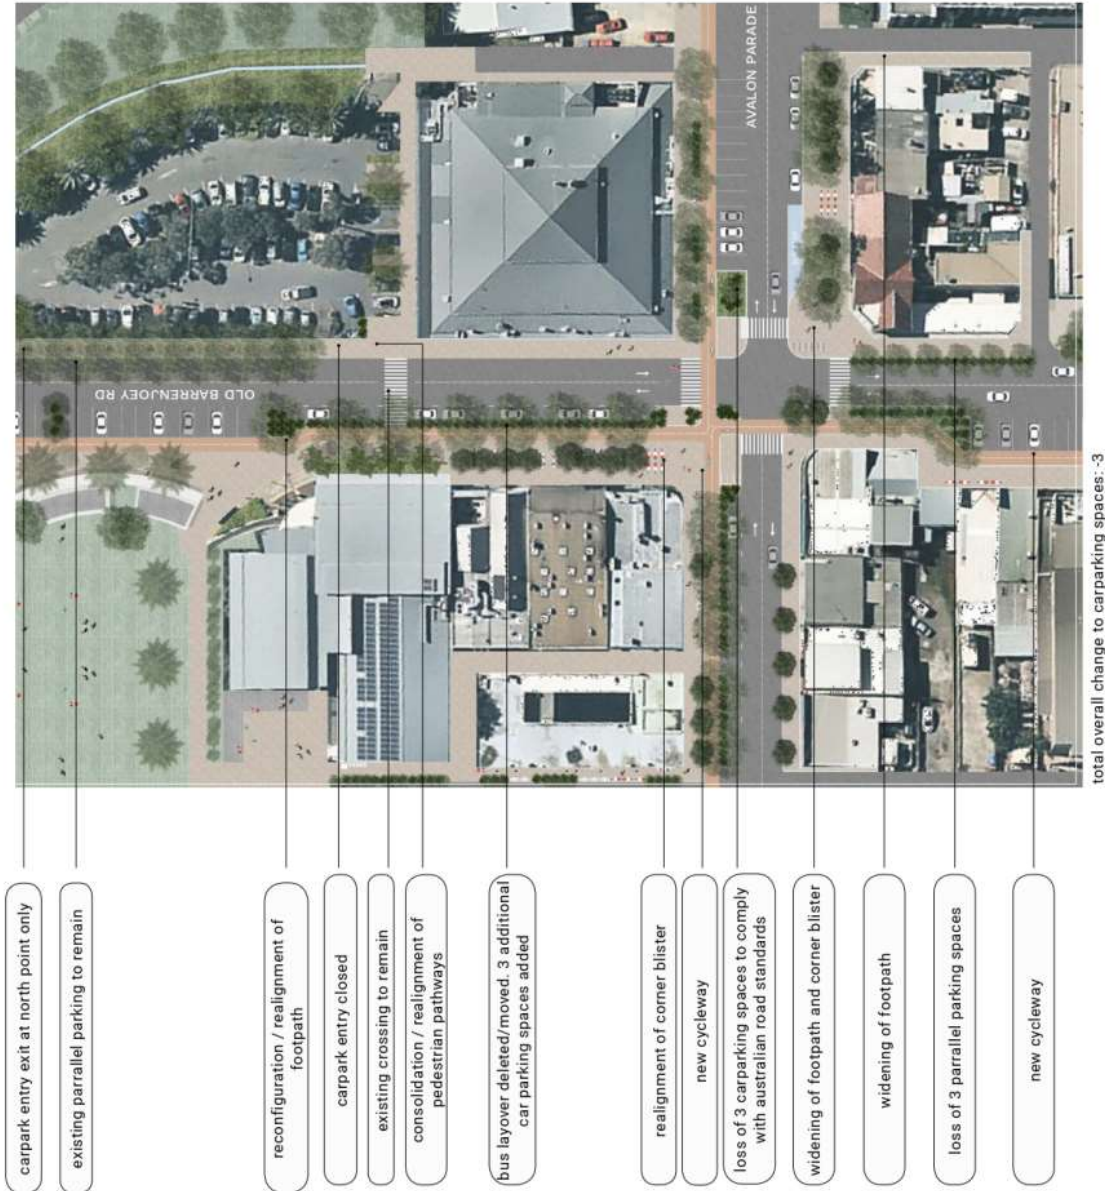 AVALON PARADE
OLD BARRENJOEY RD
carpark entry exit at north point only
existing parrallel parking to remain
reconfiguration / realignment of
footpath
carpark entry closed
existing crossing to remain
consolidation / realignment of
pedestrian pathways
bus layover deleted/moved. 3 additional
car parking spaces added
realignment of corner blister
new cycleway
loss of 3 carparking spaces to comply
with australian road standards
widening of footpath and corner blister
widening of footpath
loss of 3 parrallel parking spaces
new cycleway
total overall change to carparking spaces: -3